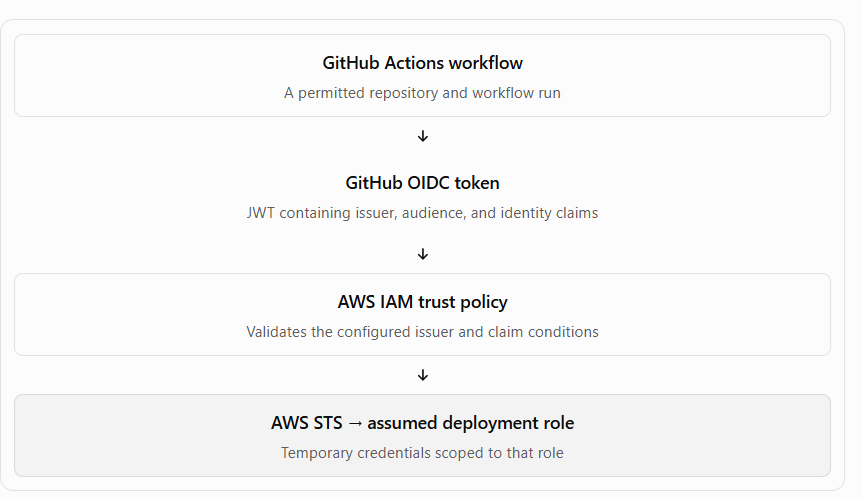 GitHub Actions workflow
A permitted repository and workflow run
↓
GitHub OIDC token
JWT containing issuer, audience, and identity claims
↓
AWS IAM trust policy
Validates the configured issuer and claim conditions
↓
AWS STS → assumed deployment role
Temporary credentials scoped to that role